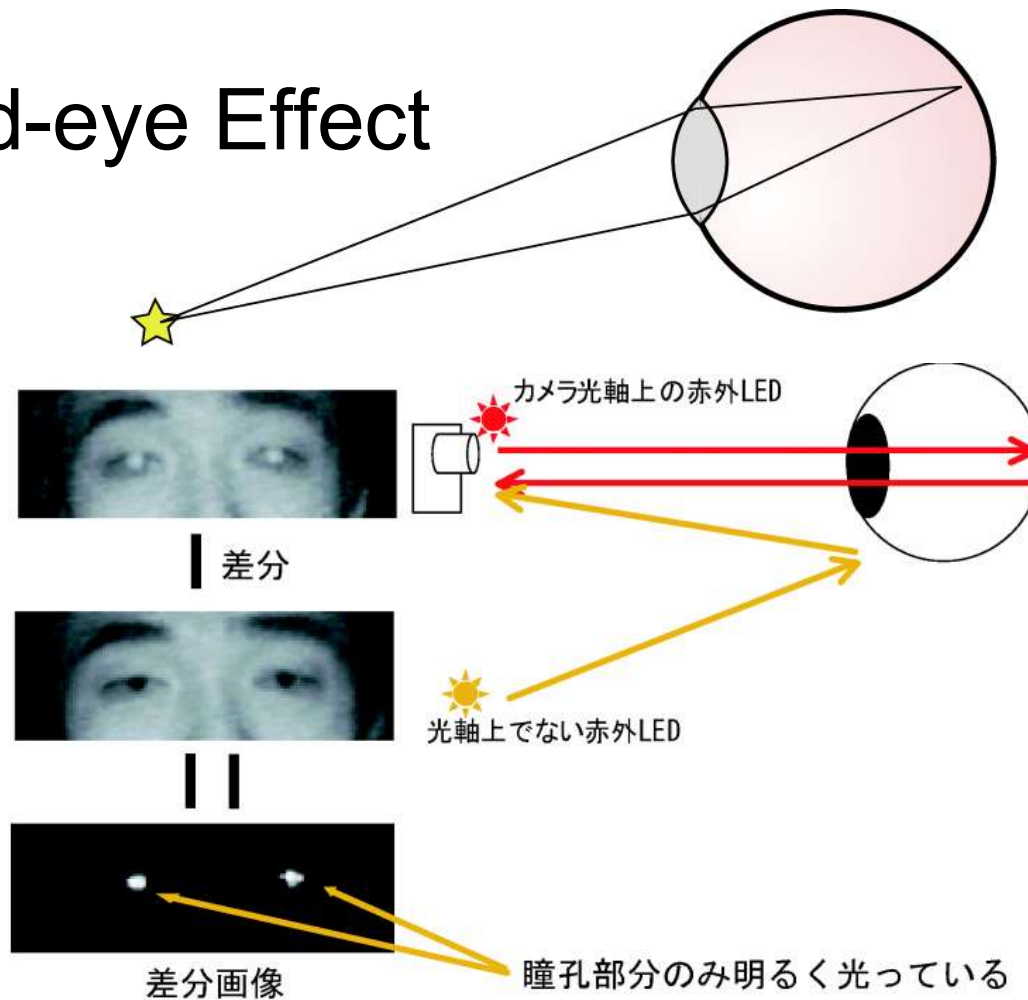 d-eye Effect
カメラ光軸上の赤外LED
差分
光軸上でない赤外LED
差分画像
瞳孔部分のみ明るく光っている